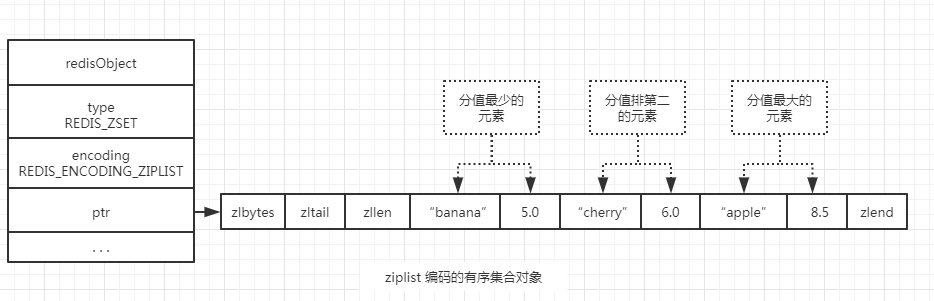 redisObject
type
REDIS_ZSET
encoding
REDIS_ENCODING_ZIPLIST
ptr
...
分值最少的
元素
分值排第二
的元素
分值最大的
元素
zlbytes zltail zllen “banana” 5.0 “cherry” 6.0 “apple” 8.5 zlend
ziplist 编码的有序集合对象